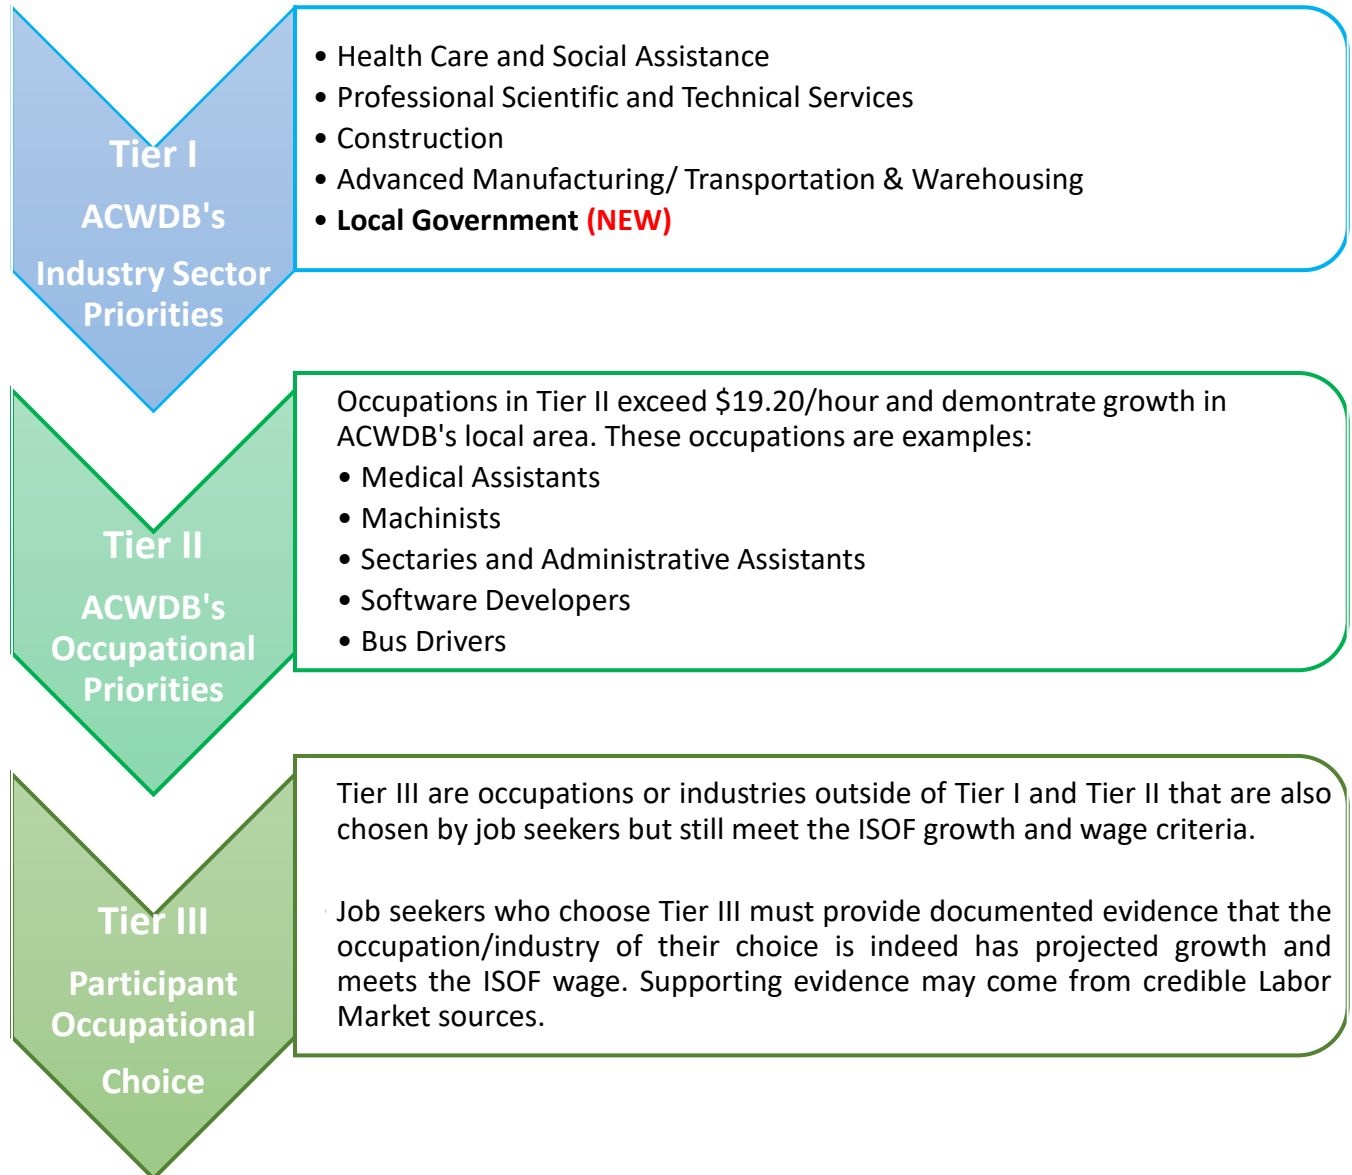 Tier I
ACWDB's
Industry Sector
Priorities
• Health Care and Social Assistance
• Professional Scientific and Technical Services
• Construction
• Advanced Manufacturing/ Transportation & Warehousing
• Local Government (NEW)
Tier II
ACWDB's
Occupational
Priorities
Occupations in Tier II exceed $19.20/hour and demontrate growth in
ACWDB's local area. These occupations are examples:
• Medical Assistants
• Machinists
• Sectaries and Administrative Assistants
• Software Developers
• Bus Drivers
Tier III
Participant
Occupational
Choice
Tier III are occupations or industries outside of Tier I and Tier II that are also
chosen by job seekers but still meet the ISOF growth and wage criteria.
Job seekers who choose Tier III must provide documented evidence that the
occupation/industry of their choice is indeed has projected growth and
meets the ISOF wage. Supporting evidence may come from credible Labor
Market sources.